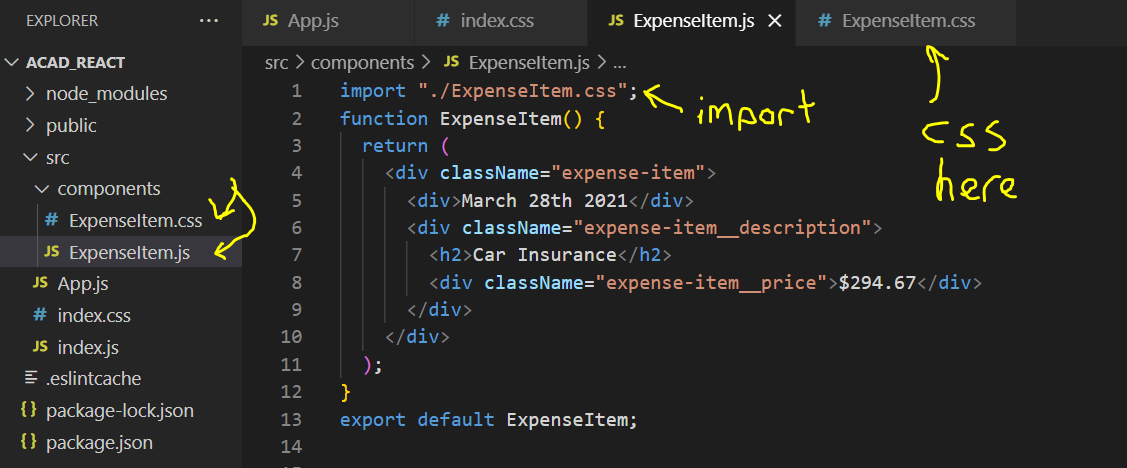 EXPLORER ...
ACAD_REACT
node_modules
public
src
components
# ExpenseItem.css
JS ExpenseItem.js
JS App.js
# index.css
JS index.js
.eslintcache
{} package-lock.json
{} package.json
JS App.js
# index.css
JS ExpenseItem.js ×
# ExpenseItem.css
src > components > JS ExpenseItem.js > ...
1 import "./ExpenseItem.css";
2 function ExpenseItem() {
3 return (
4 <div className="expense-item">
5 <div>March 28th 2021</div>
6 <div className="expense-item__description">
7 <h2>Car Insurance</h2>
8 <div className="expense-item__price">$294.67</div>
9 </div>
10 </div>
11 );
12 }
13 export default ExpenseItem;
14
import
css
here